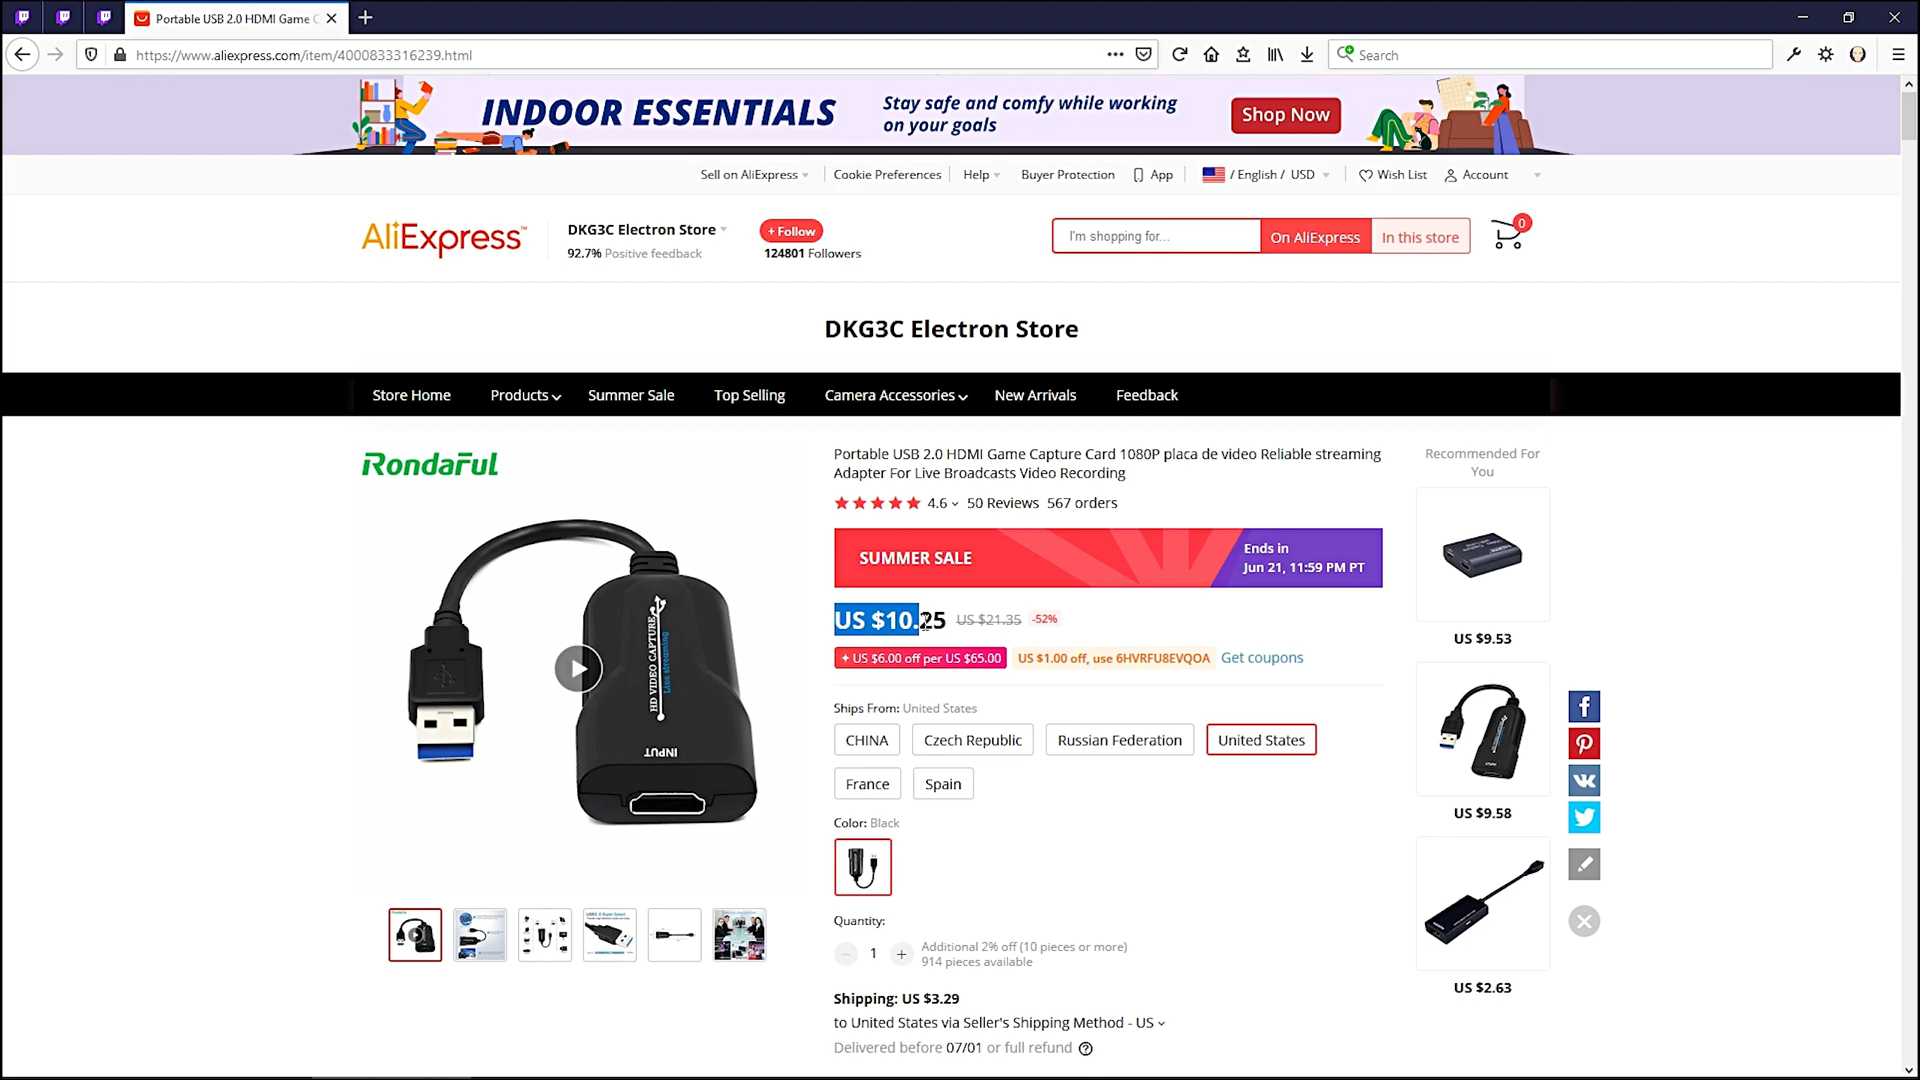 Portable USB 2.0 HDMI Game C
https://www.aliexpress.com/item/4000833316239.html
Search
INDOOR ESSENTIALS
Stay safe and comfy while working
on your goals
Shop Now
Sell on AliExpress
Cookie Preferences
Help
Buyer Protection
App
/ English / USD
Wish List
Account
AliExpress™
DKG3C Electron Store
92.7% Positive feedback
+ Follow
124801 Followers
I'm shopping for...
On AliExpress
In this store
0
DKG3C Electron Store
Store Home
Products
Summer Sale
Top Selling
Camera Accessories
New Arrivals
Feedback
RondaFul
HD VIDEO CAPTURE
Live streaming
INPUT
Portable USB 2.0 HDMI Game Capture Card 1080P placa de video Reliable streaming
Adapter For Live Broadcasts Video Recording
4.6
50 Reviews
567 orders
SUMMER SALE
Ends in
Jun 21, 11:59 PM PT
US $10.25
US $21.35
-52%
US $6.00 off per US $65.00
US $1.00 off, use 6HVRFU8EVQOA
Get coupons
Ships From: United States
CHINA
Czech Republic
Russian Federation
United States
France
Spain
Color: Black
Quantity:
1
Additional 2% off (10 pieces or more)
914 pieces available
Shipping: US $3.29
to United States via Seller's Shipping Method - US
Delivered before 07/01 or full refund
Recommended For
You
US $9.53
US $9.58
US $2.63